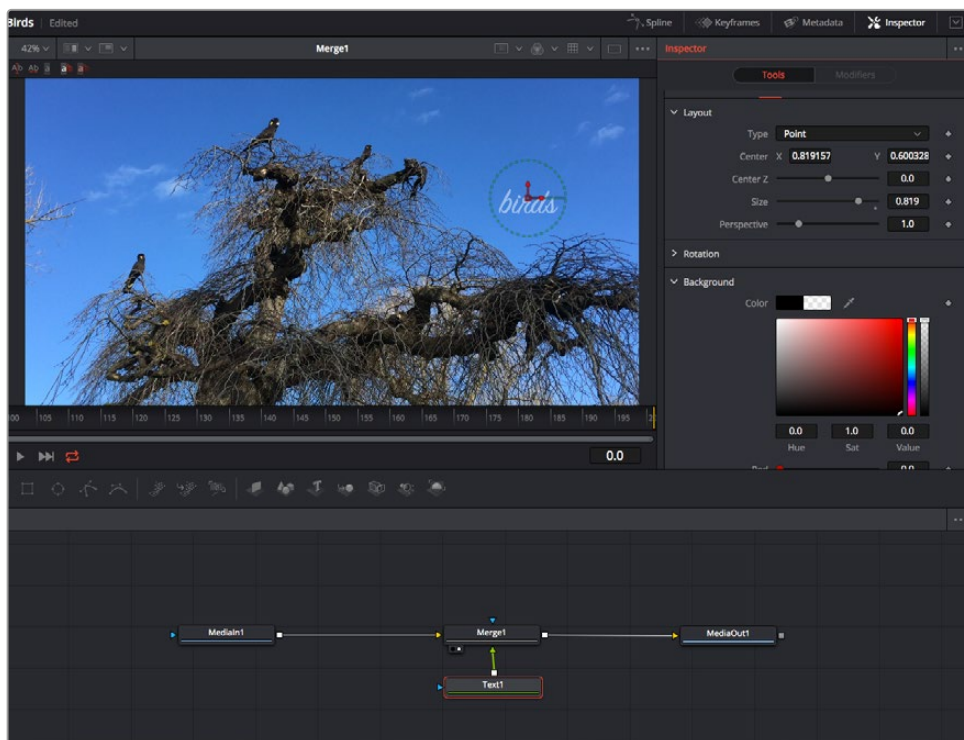 Birds Edited Spline Keyframes Metadata Inspector
42% Merge1 Inspector
Tools Modifiers
Layout
Type Point
Center X 0.819157 Y 0.600328
Center Z 0.0
Size 0.819
Perspective 1.0
birds
Rotation
Background
Color
105 110 115 120 125 130 135 140 145 150 155 160 165 170 175 180 185 190 195
0.0 1.0 0.0
Hue Sat Value
0.0
MediaIn1 Merge1 MediaOut1
Text1